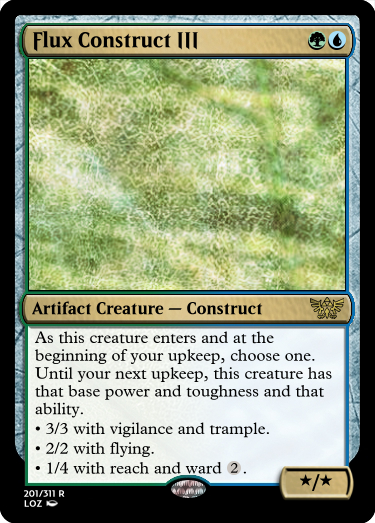 Flux Construct III
Artifact Creature — Construct
As this creature enters and at the
beginning of your upkeep, choose one.
Until your next upkeep, this creature has
that base power and toughness and that
ability.
• 3/3 with vigilance and trample.
• 2/2 with flying.
• 1/4 with reach and ward 2.
★/★
201/311 R
LOZ